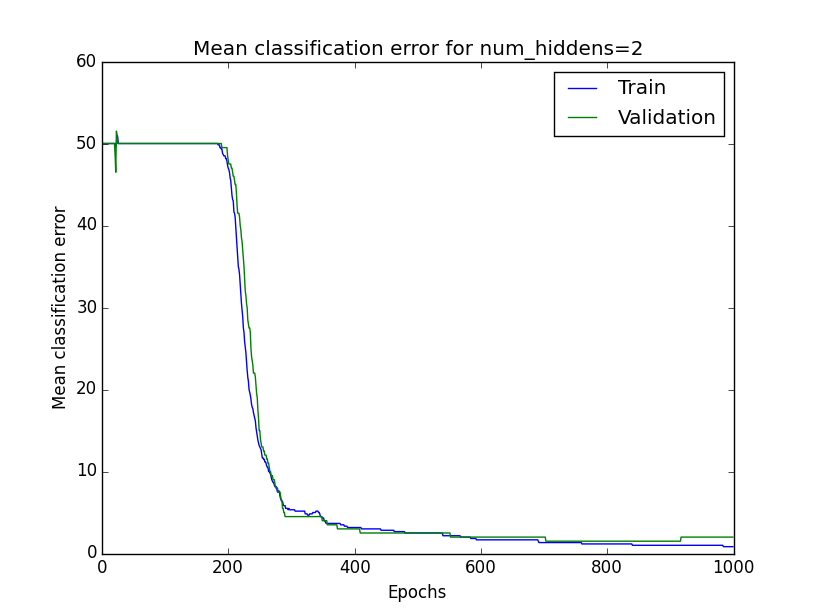 Mean classification error for num_hiddens=2
Train
Validation
60
50
40
30
20
10
0
Mean classification error
0 200 400 600 800 1000
Epochs